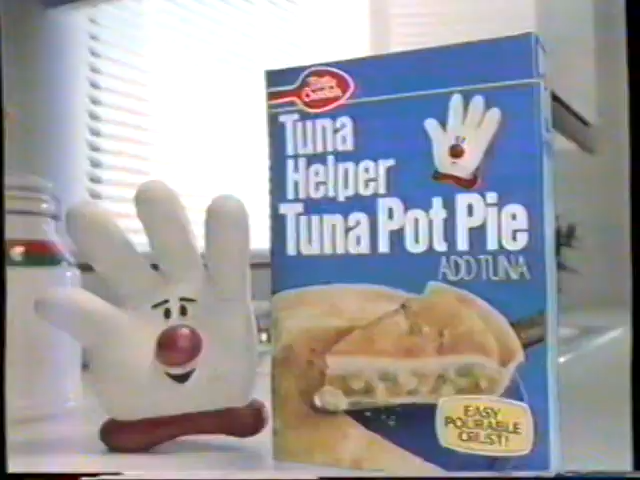 Betty
Crocker
Tuna
Helper
Tuna Pot Pie
ADD TUNA
EASY
POURABLE
CRUST!